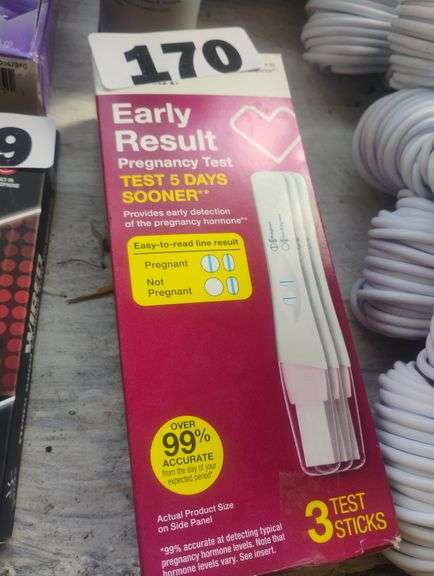 170
Early
Result
Pregnancy Test
TEST 5 DAYS
SOONER**
Provides early detection
of the pregnancy hormone**
Easy-to-read line result
Pregnant
Not
Pregnant
OVER
99%
ACCURATE
from the day of your
expected period*
Actual Product Size
on Side Panel
*99% accurate at detecting typical
pregnancy hormone levels. Note that
hormone levels vary. See insert.
3 TEST
STICKS
9